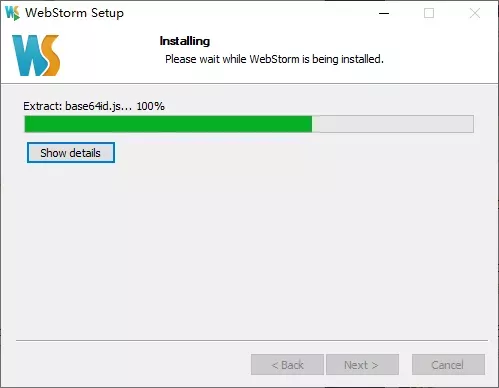 WebStorm Setup
WS
Installing
Please wait while WebStorm is being installed.
Extract: base64id.js... 100%
Show details
< Back
Next >
Cancel